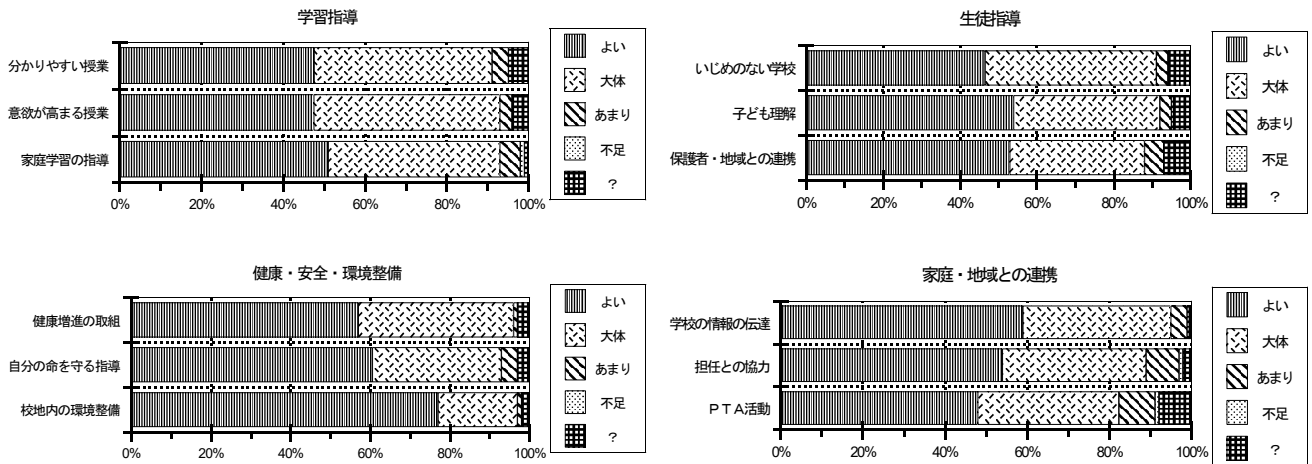 学習指導
分かりやすい授業
意欲が高まる授業
家庭学習の指導
0% 20% 40% 60% 80% 100%
よい
大体
あまり
不足
？
生徒指導
いじめのない学校
子ども理解
保護者・地域との連携
0% 20% 40% 60% 80% 100%
よい
大体
あまり
不足
？
健康・安全・環境整備
健康増進の取組
自分の命を守る指導
校地内の環境整備
0% 20% 40% 60% 80% 100%
よい
大体
あまり
不足
？
家庭・地域との連携
学校の情報の伝達
担任との協力
ＰＴＡ活動
0% 20% 40% 60% 80% 100%
よい
大体
あまり
不足
？